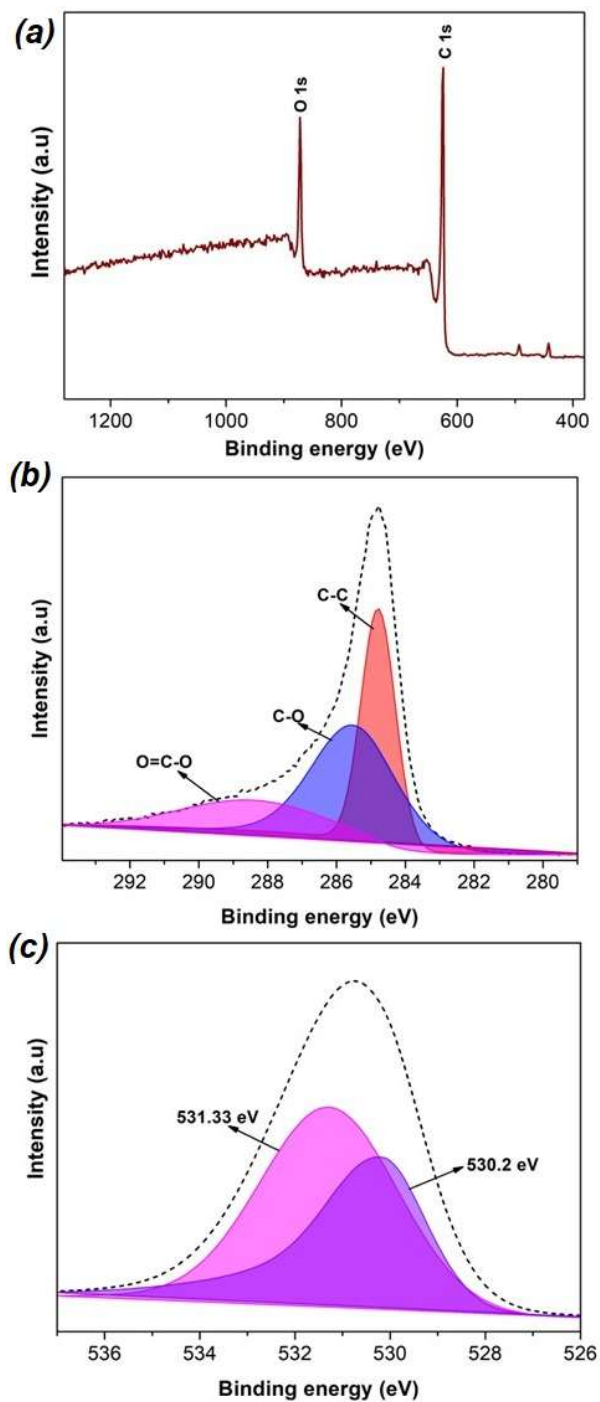 (a)
O 1s
C 1s
Intensity (a.u)
1200 1000 800 600 400
Binding energy (eV)
(b)
C-C
C-O
O=C-O
Intensity (a.u)
292 290 288 286 284 282 280
Binding energy (eV)
(c)
531.33 eV
530.2 eV
Intensity (a.u)
536 534 532 530 528 526
Binding energy (eV)